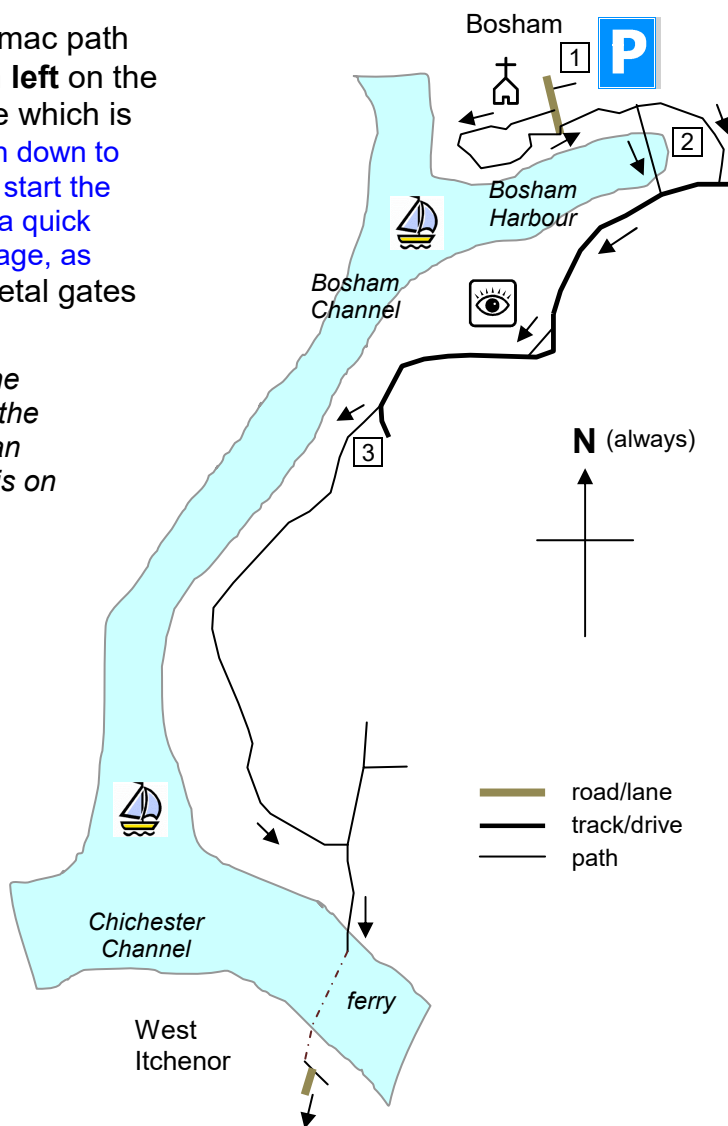 mac path
left on the
e which is
n down to
start the
a quick
age, as
etal gates
ne
the
an
is on
Bosham
1
P
2
Bosham
Harbour
Bosham
Channel
3
N (always)
road/lane
track/drive
path
Chichester
Channel
ferry
West
Itchenor